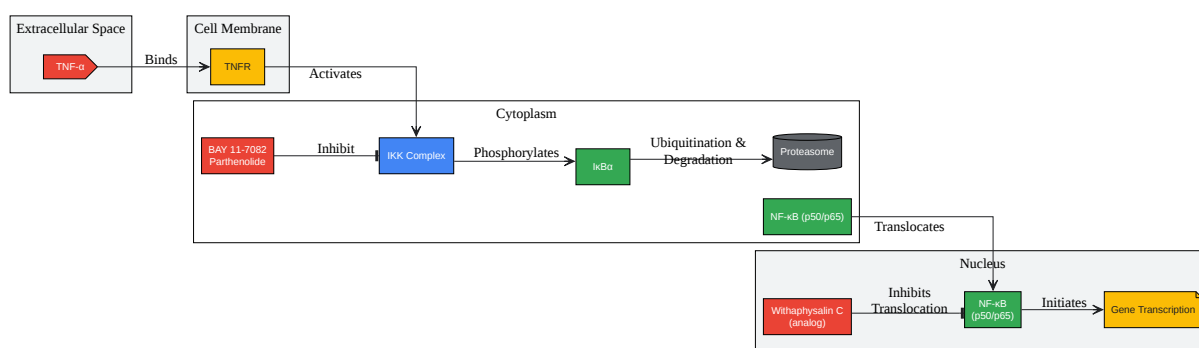 Extracellular Space
Cell Membrane
TNF-α
Binds
TNFR
Activates
Cytoplasm
BAY 11-7082
Parthenolide
Inhibit
IKK Complex
Phosphorylates
IκBα
Ubiquitination &
Degradation
Proteasome
NF-κB (p50/p65)
Translocates
Nucleus
Withaphysalin C
(analog)
Inhibits
Translocation
NF-κB
(p50/p65)
Initiates
Gene Transcription